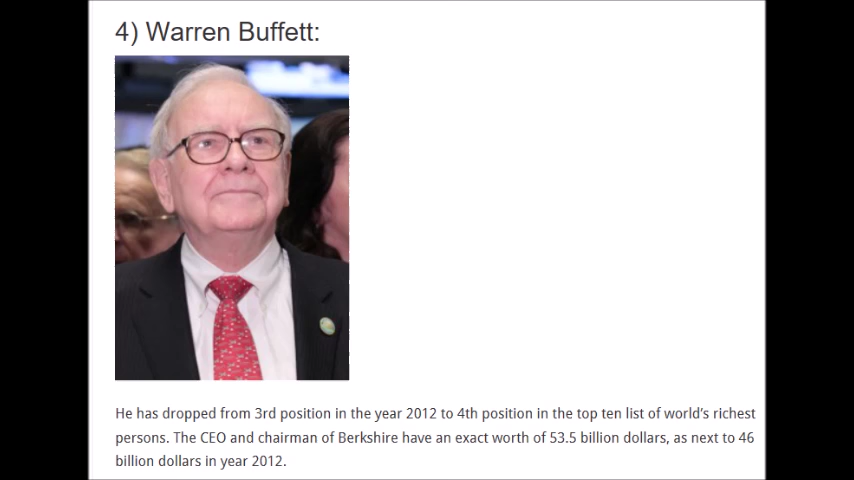 4) Warren Buffett:
He has dropped from 3rd position in the year 2012 to 4th position in the top ten list of world’s richest
persons. The CEO and chairman of Berkshire have an exact worth of 53.5 billion dollars, as next to 46
billion dollars in year 2012.